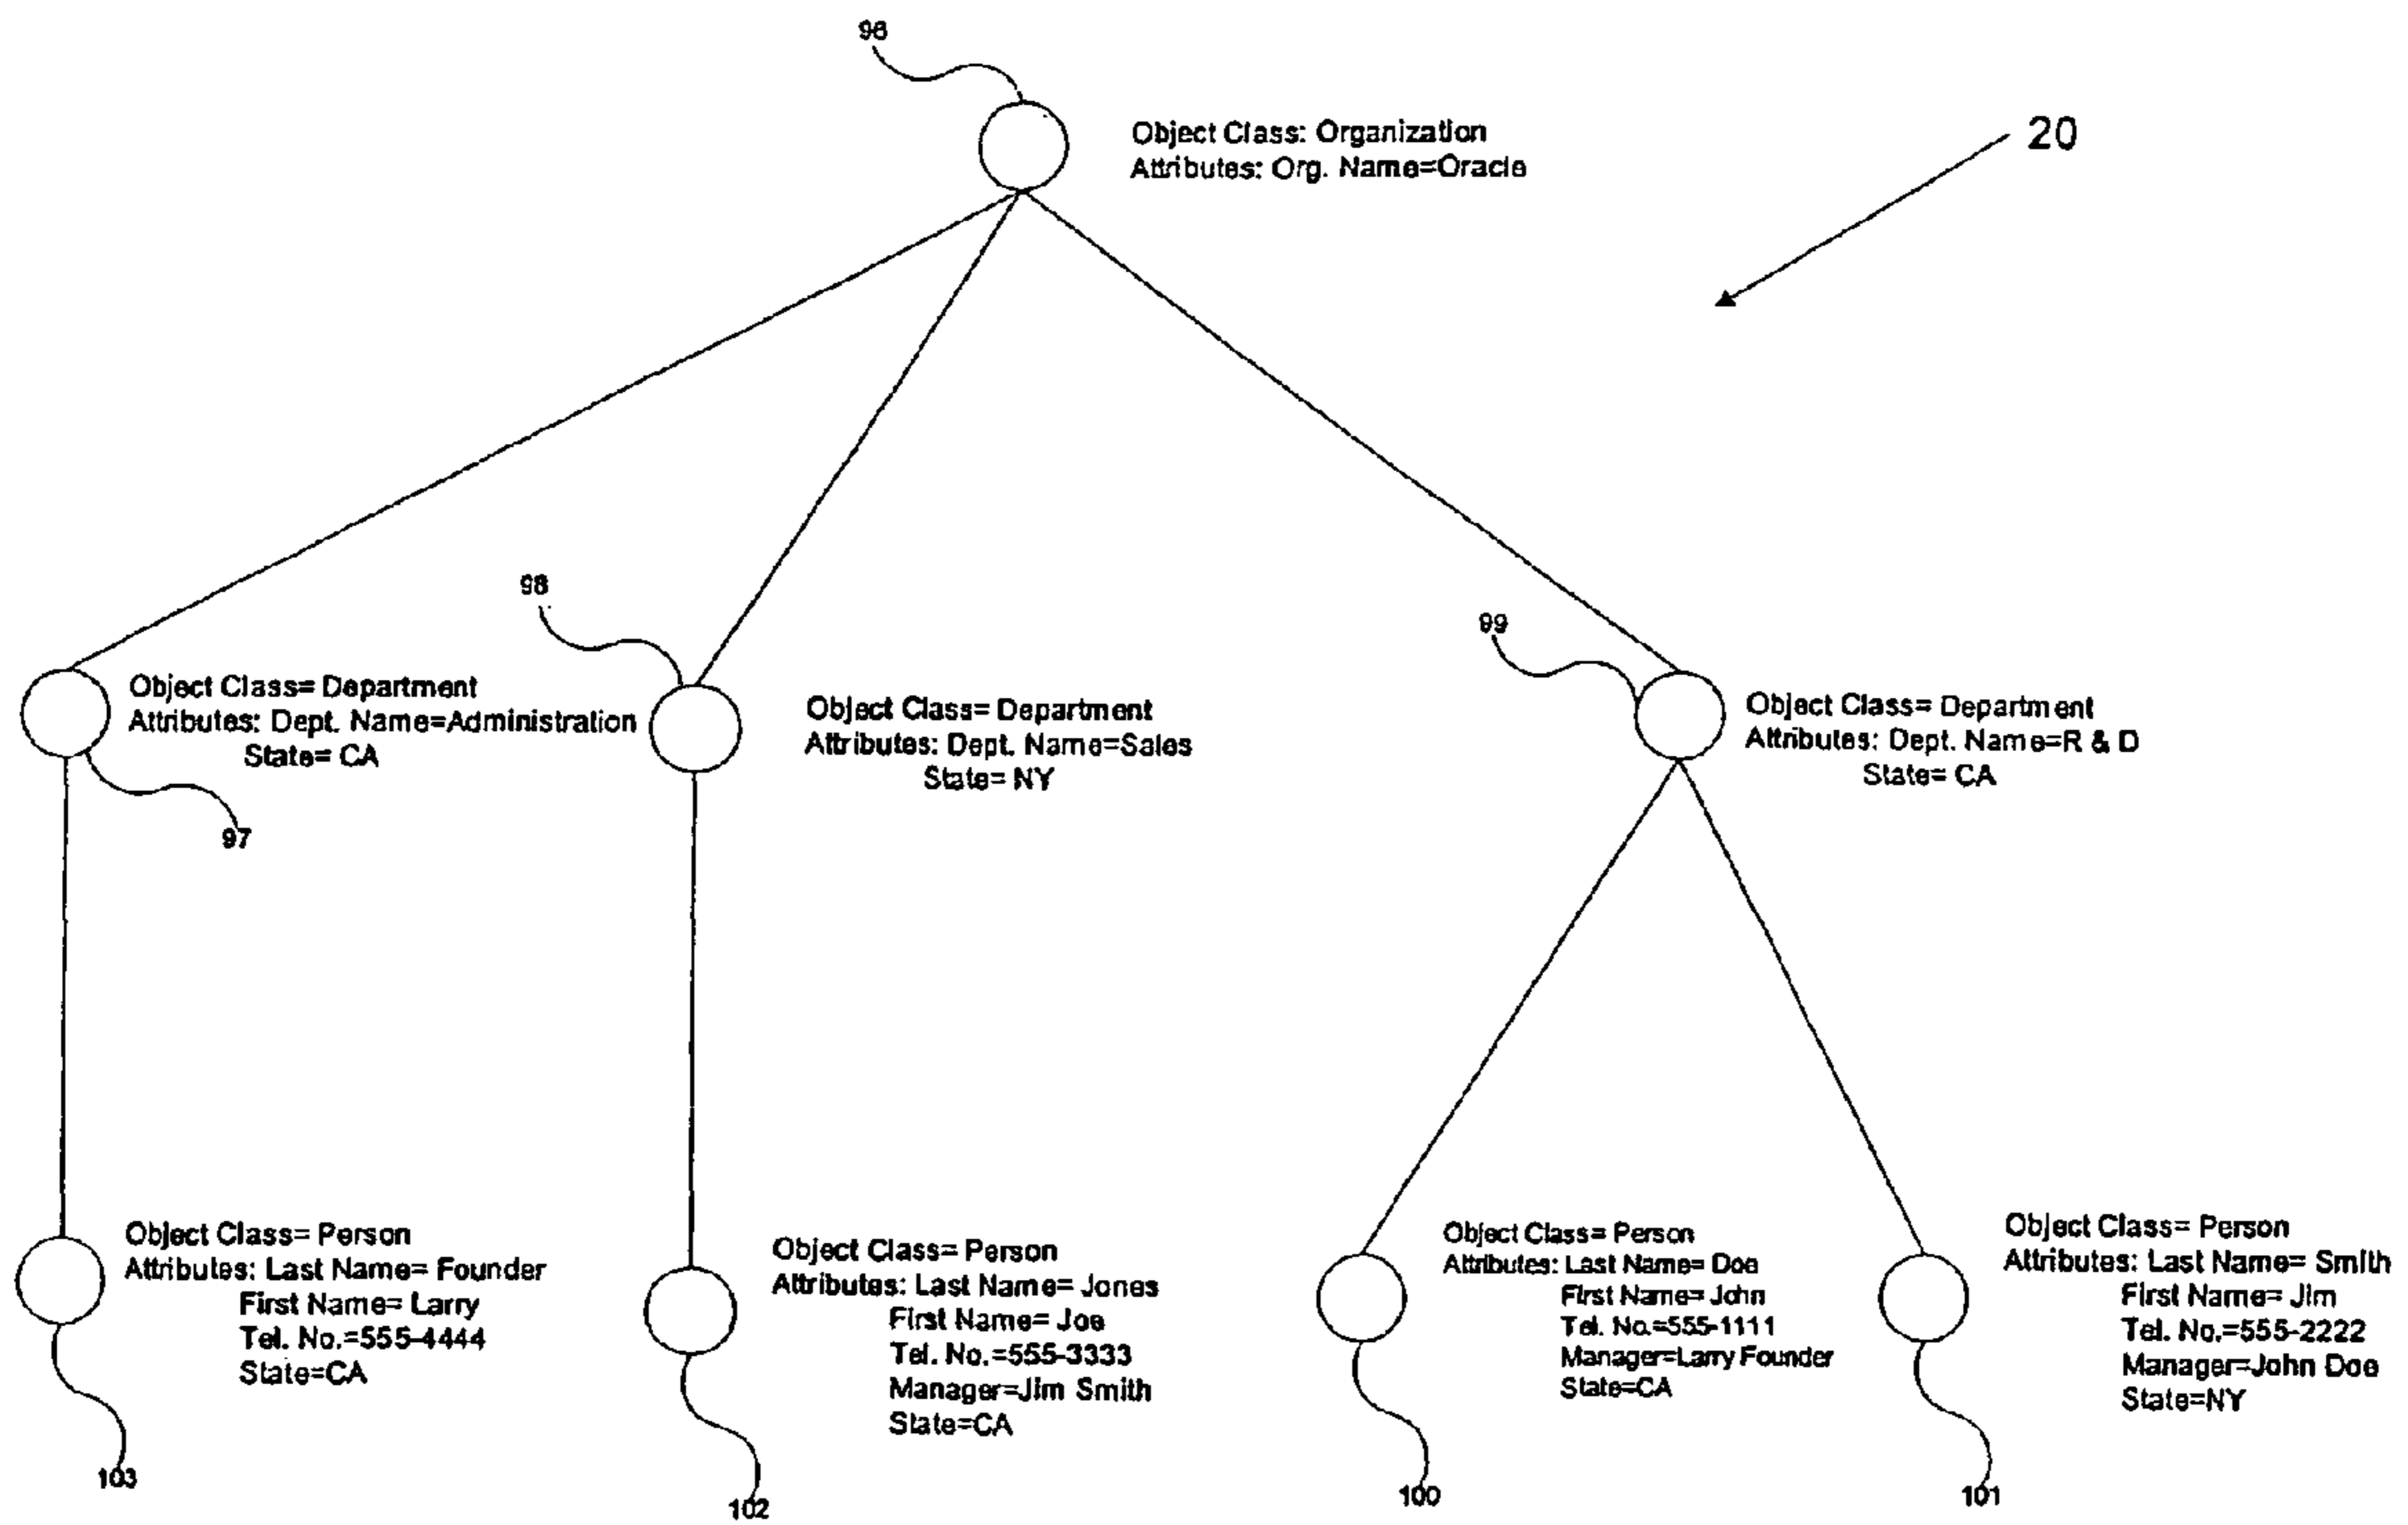 96
Object Class: Organization
Attributes: Org. Name=Oracle
20
98
99
Object Class= Department
Attributes: Dept. Name=Administration
State= CA
97
Object Class= Department
Attributes: Dept. Name=Sales
State= NY
Object Class= Department
Attributes: Dept. Name=R & D
State= CA
Object Class= Person
Attributes: Last Name= Founder
First Name= Larry
Tel. No.=555-4444
State=CA
103
Object Class= Person
Attributes: Last Name= Jones
First Name= Joe
Tel. No.=555-3333
Manager=Jim Smith
State=CA
102
Object Class= Person
Attributes: Last Name= Doe
First Name= John
Tel. No.=555-1111
Manager=Larry Founder
State=CA
100
Object Class= Person
Attributes: Last Name= Smith
First Name= Jim
Tel. No.=555-2222
Manager=John Doe
State=NY
101